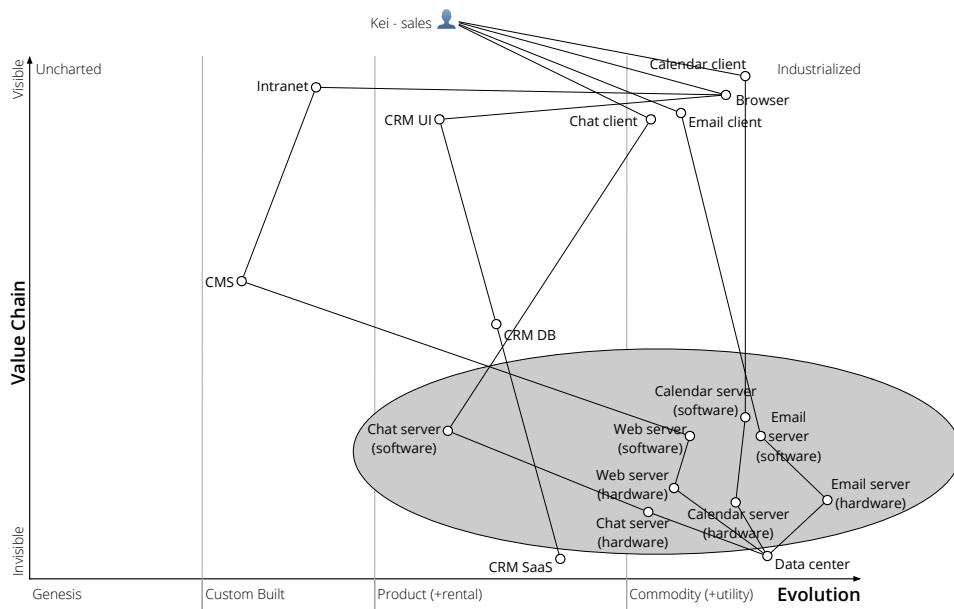 Kei - sales
Visible
Uncharted
Calendar client
Industrialized
Intranet
Browser
CRM UI
Chat client
Email client
CMS
Value Chain
CRM DB
Calendar server
(software)
Chat server
(software)
Web server
(software)
Email
server
(software)
Web server
(hardware)
Email server
(hardware)
Calendar server
(hardware)
Chat server
(hardware)
Invisible
CRM SaaS
Data center
Genesis
Custom Built
Product (+rental)
Commodity (+utility)
Evolution